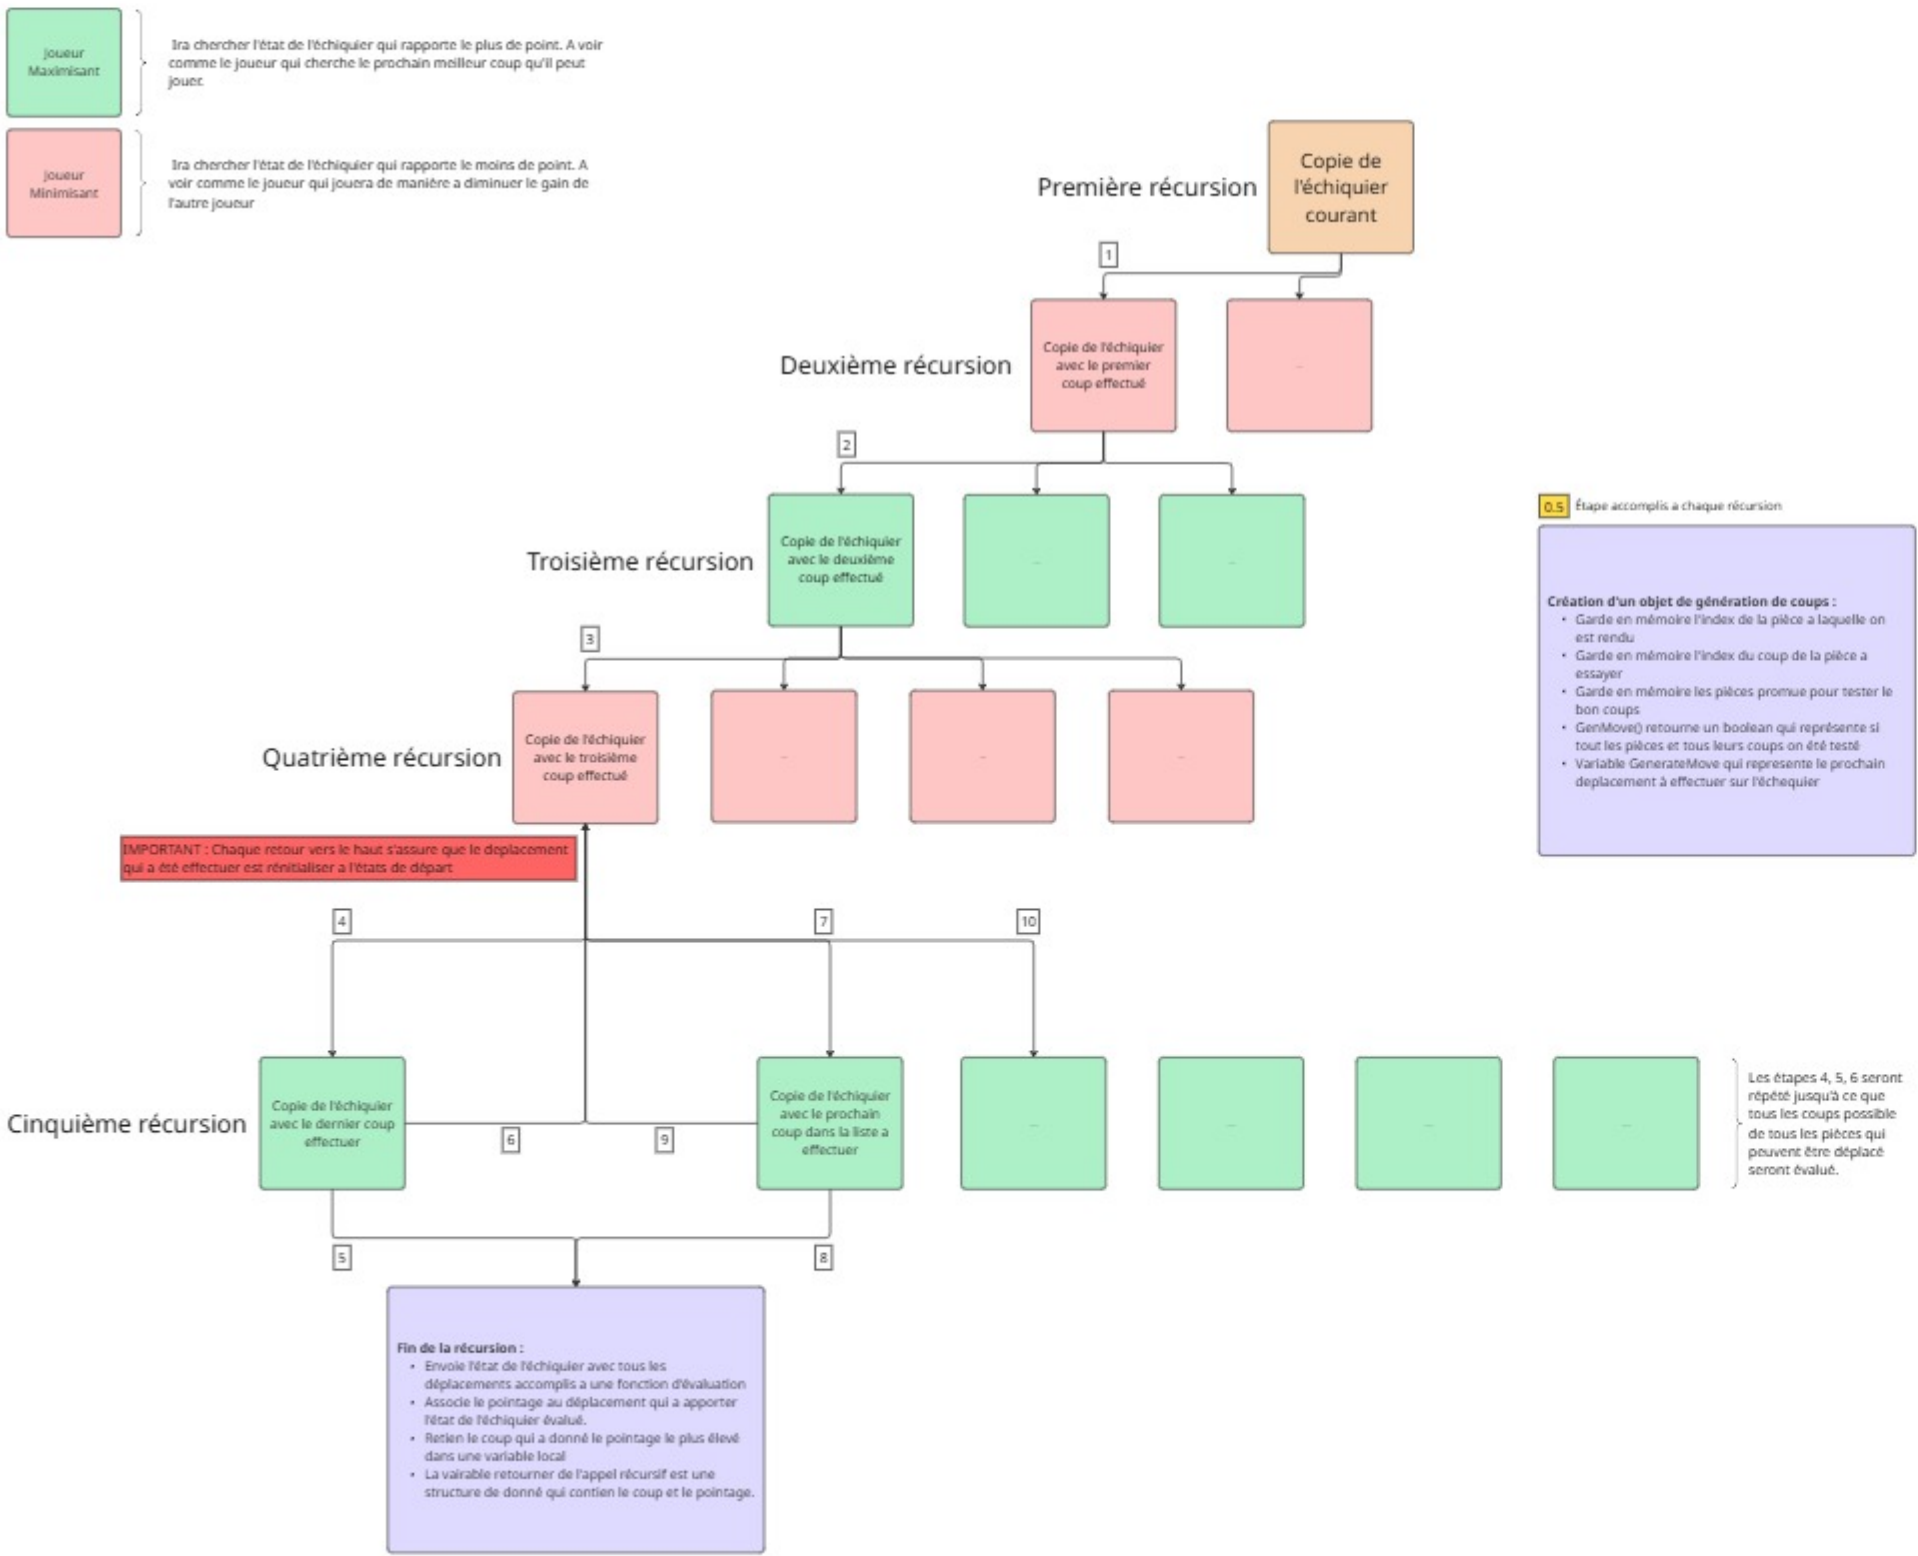 Joueur
Maximisant
Ira chercher l'état de l'échiquier qui rapporte le plus de point. A voir
comme le joueur qui cherche le prochain meilleur coup qu'il peut
jouer.
Joueur
Minimisant
Ira chercher l'état de l'échiquier qui rapporte le moins de point. A
voir comme le joueur qui jouera de manière a diminuer le gain de
l'autre joueur
Première récursion
Copie de
l'échiquier
courant
1
Deuxième récursion
Copie de l'échiquier
avec le premier
coup effectué
...
2
Troisième récursion
Copie de l'échiquier
avec le deuxième
coup effectué
...
...
0.5 Étape accomplis a chaque récursion
Création d'un objet de génération de coups :
• Garde en mémoire l'index de la pièce a laquelle on
est rendu
• Garde en mémoire l'index du coup de la pièce a
essayer
• Garde en mémoire les pièces promue pour tester le
bon coups
• GenMove() retourne un boolean qui représente si
tout les pièces et tous leurs coups on été testé
• Variable GenerateMove qui represente le prochain
deplacement à effectuer sur l'échequier
3
Quatrième récursion
Copie de l'échiquier
avec le troisième
coup effectué
...
...
...
IMPORTANT : Chaque retour vers le haut s'assure que le deplacement
qui a été effectuer est rénitialiser a l'états de départ
4
7
10
Cinquième récursion
Copie de l'échiquier
avec le dernier coup
effectuer
6
9
Copie de l'échiquier
avec le prochain
coup dans la liste a
effectuer
...
...
...
...
Les étapes 4, 5, 6 seront
répété jusqu'à ce que
tous les coups possible
de tous les pièces qui
peuvent être déplacé
seront évalué.
5
8
Fin de la récursion :
• Envoie l'état de l'échiquier avec tous les
déplacements accomplis a une fonction d'évaluation
• Associe le pointage au déplacement qui a apporter
l'état de l'échiquier évalué.
• Retien le coup qui a donné le pointage le plus élevé
dans une variable local
• La vairable retourner de l'appel récursif est une
structure de donné qui contien le coup et le pointage.